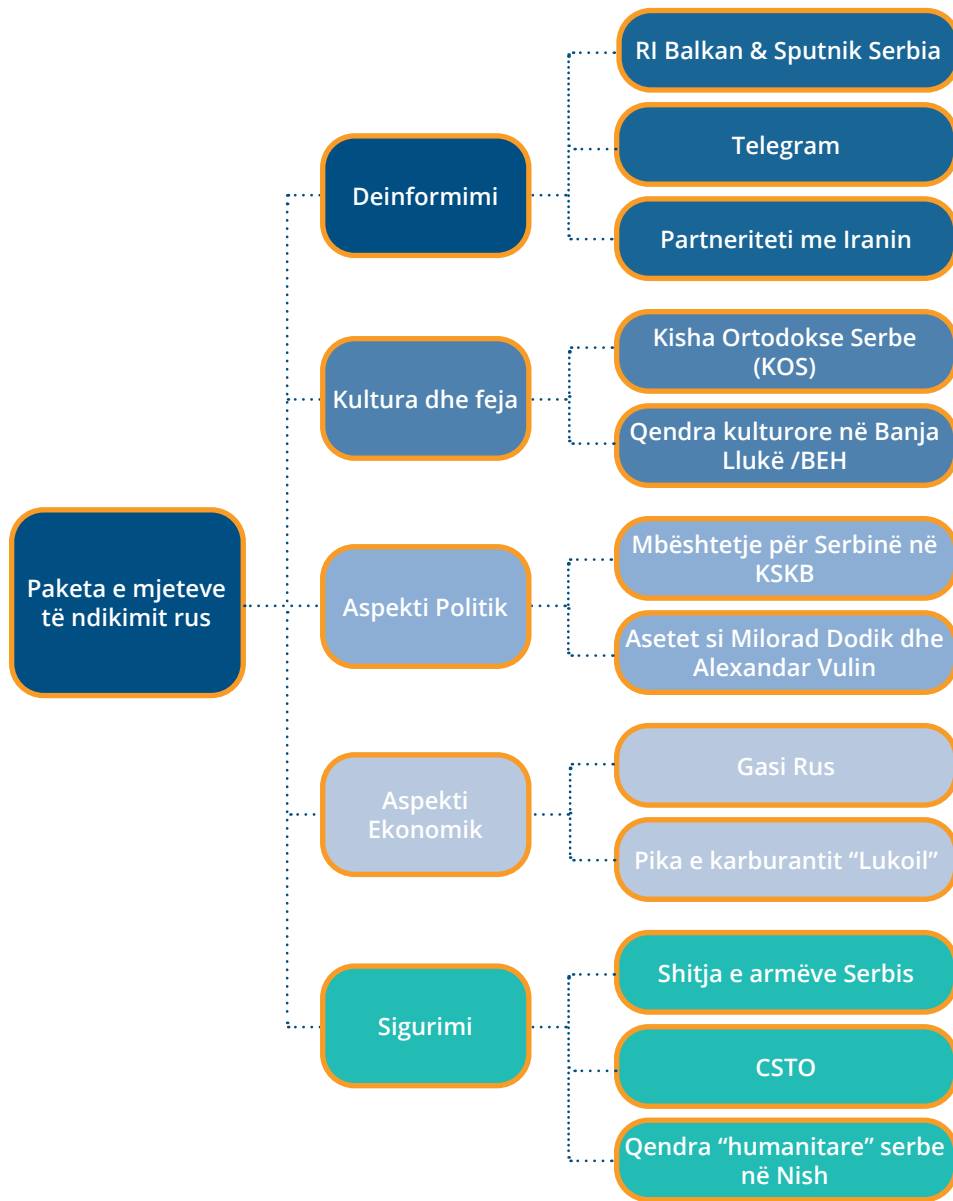 Paketa e mjeteve
të ndikimit rus
Deinformimi
RI Balkan & Sputnik Serbia
Telegram
Partneriteti me Iranin
Kultura dhe feja
Kisha Ortodokse Serbe
(KOS)
Qendra kulturore në Banja
Llukë /BEH
Aspekti Politik
Mbështetje për Serbinë në
KSKB
Asetet si Milorad Dodik dhe
Alexandar Vulin
Aspekti
Ekonomik
Gasi Rus
Pika e karburantit “Lukoil”
Sigurimi
Shitja e armëve Serbis
CSTO
Qendra “humanitare” serbe
në Nish